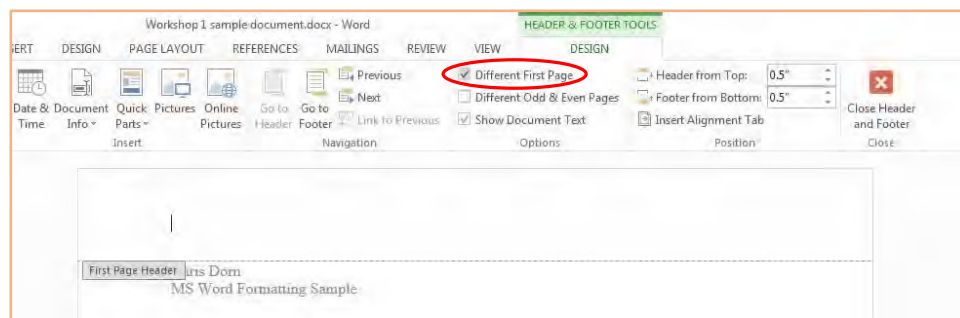 Workshop 1 sample document.docx - Word
HEADER & FOOTER TOOLS
SERT DESIGN PAGE LAYOUT REFERENCES MAILINGS REVIEW VIEW DESIGN
Previous
Different First Page
Header from Top: 0.5"
Next
Different Odd & Even Pages
Footer from Bottom: 0.5"
Date & Time
Document Info
Quick Parts
Pictures
Online Pictures
Go to Header
Go to Footer
Link to Previous
Show Document Text
Insert Alignment Tab
Close Header and Footer
Insert
Navigation
Options
Position
Close
First Page Header
MS Word Formatting Sample